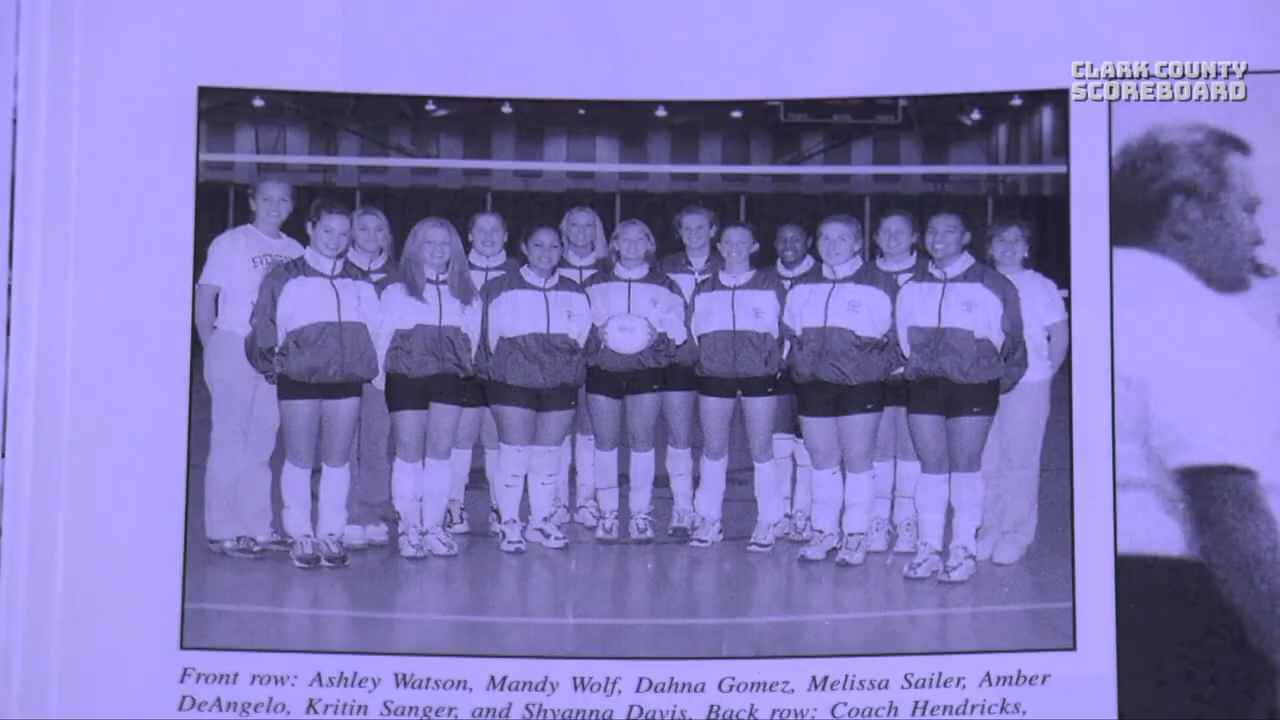 CLARK COUNTY
SCOREBOARD
Front row: Ashley Watson, Mandy Wolf, Dahna Gomez, Melissa Sailer, Amber
DeAngelo, Kritin Sanger, and Shyanna Davis. Back row: Coach Hendricks,